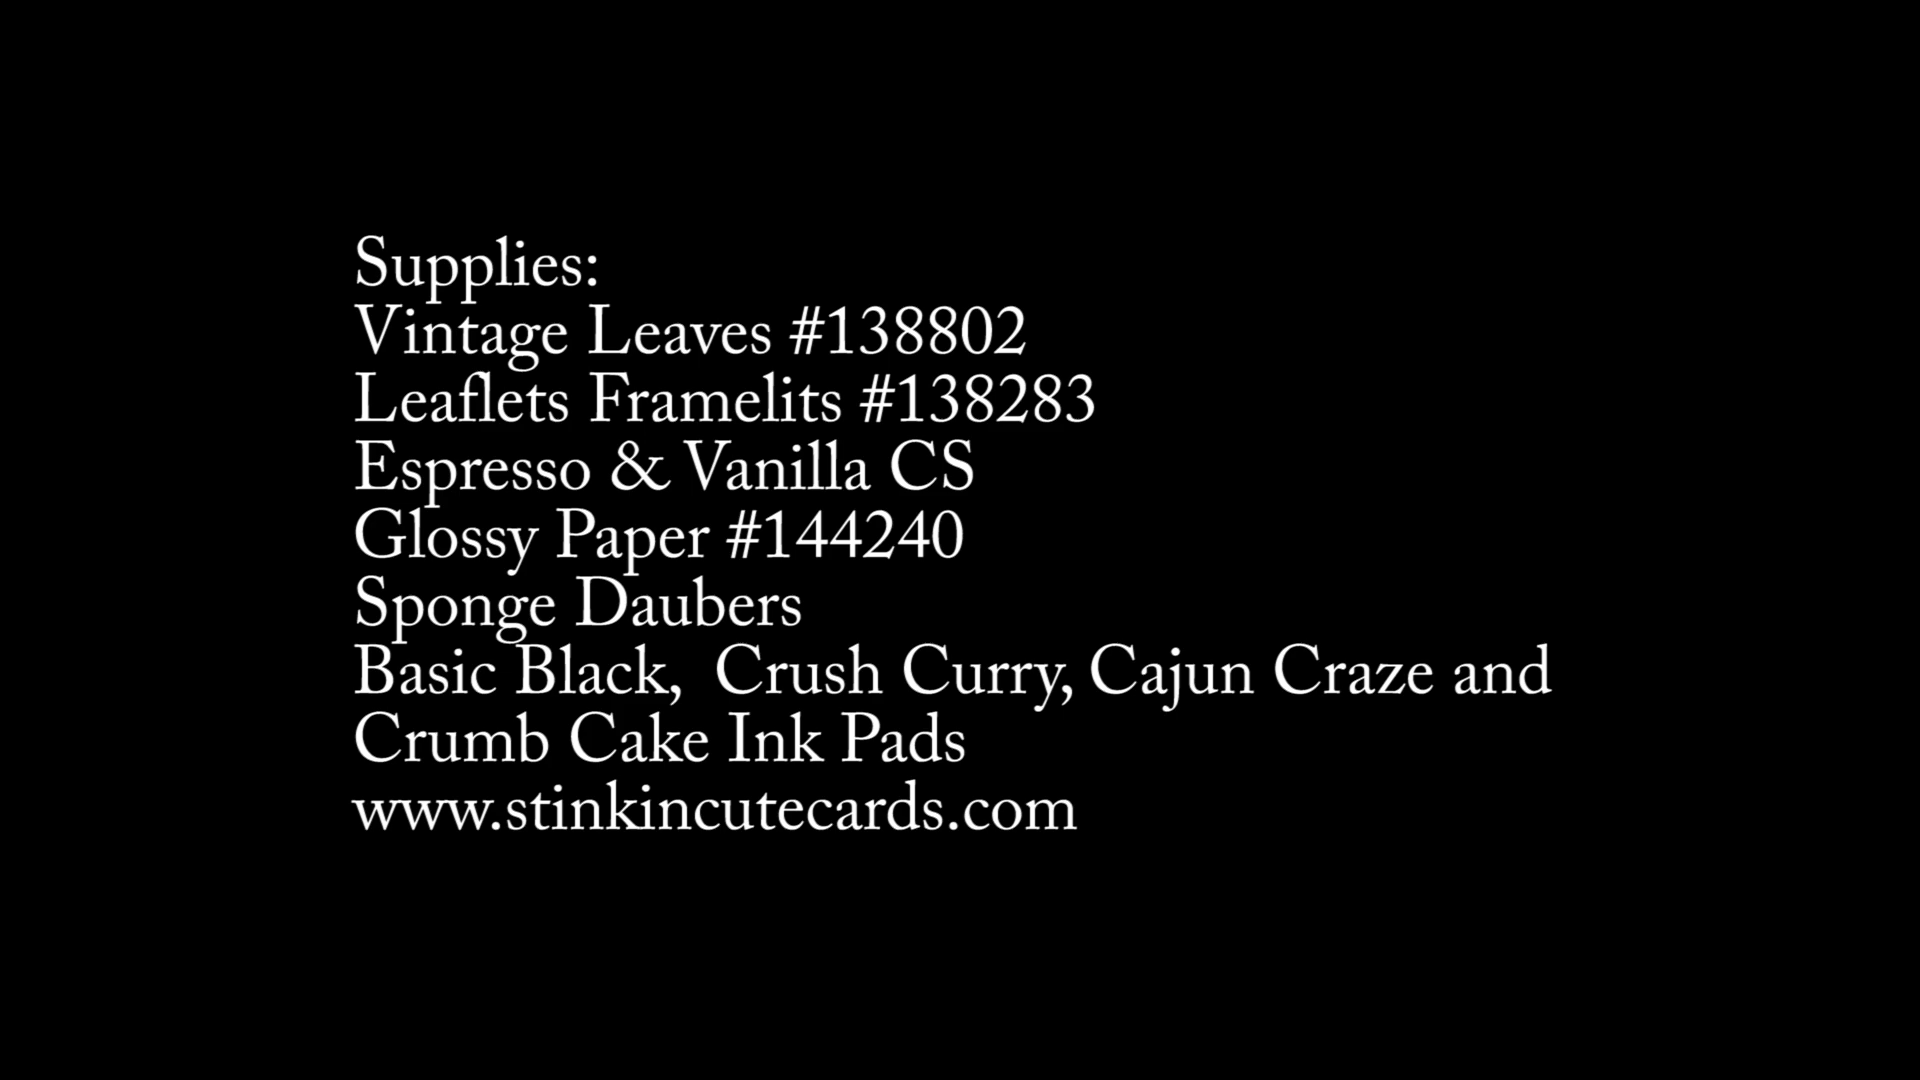 Supplies:
Vintage Leaves #138802
Leaflets Framelits #138283
Espresso & Vanilla CS
Glossy Paper #144240
Sponge Daubers
Basic Black,  Crush Curry, Cajun Craze and
Crumb Cake Ink Pads
www.stinkincutecards.com